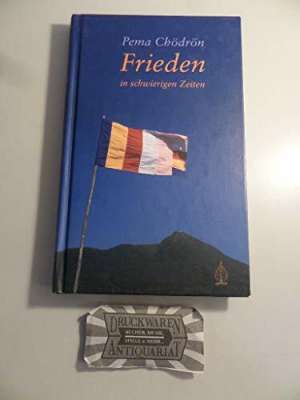 Pema Chödrön
Frieden
in schwierigen Zeiten
DRUCKWAREN
BÜCHER, MUSIK,
SPIELE & MEHR
ANTIQUARIAT